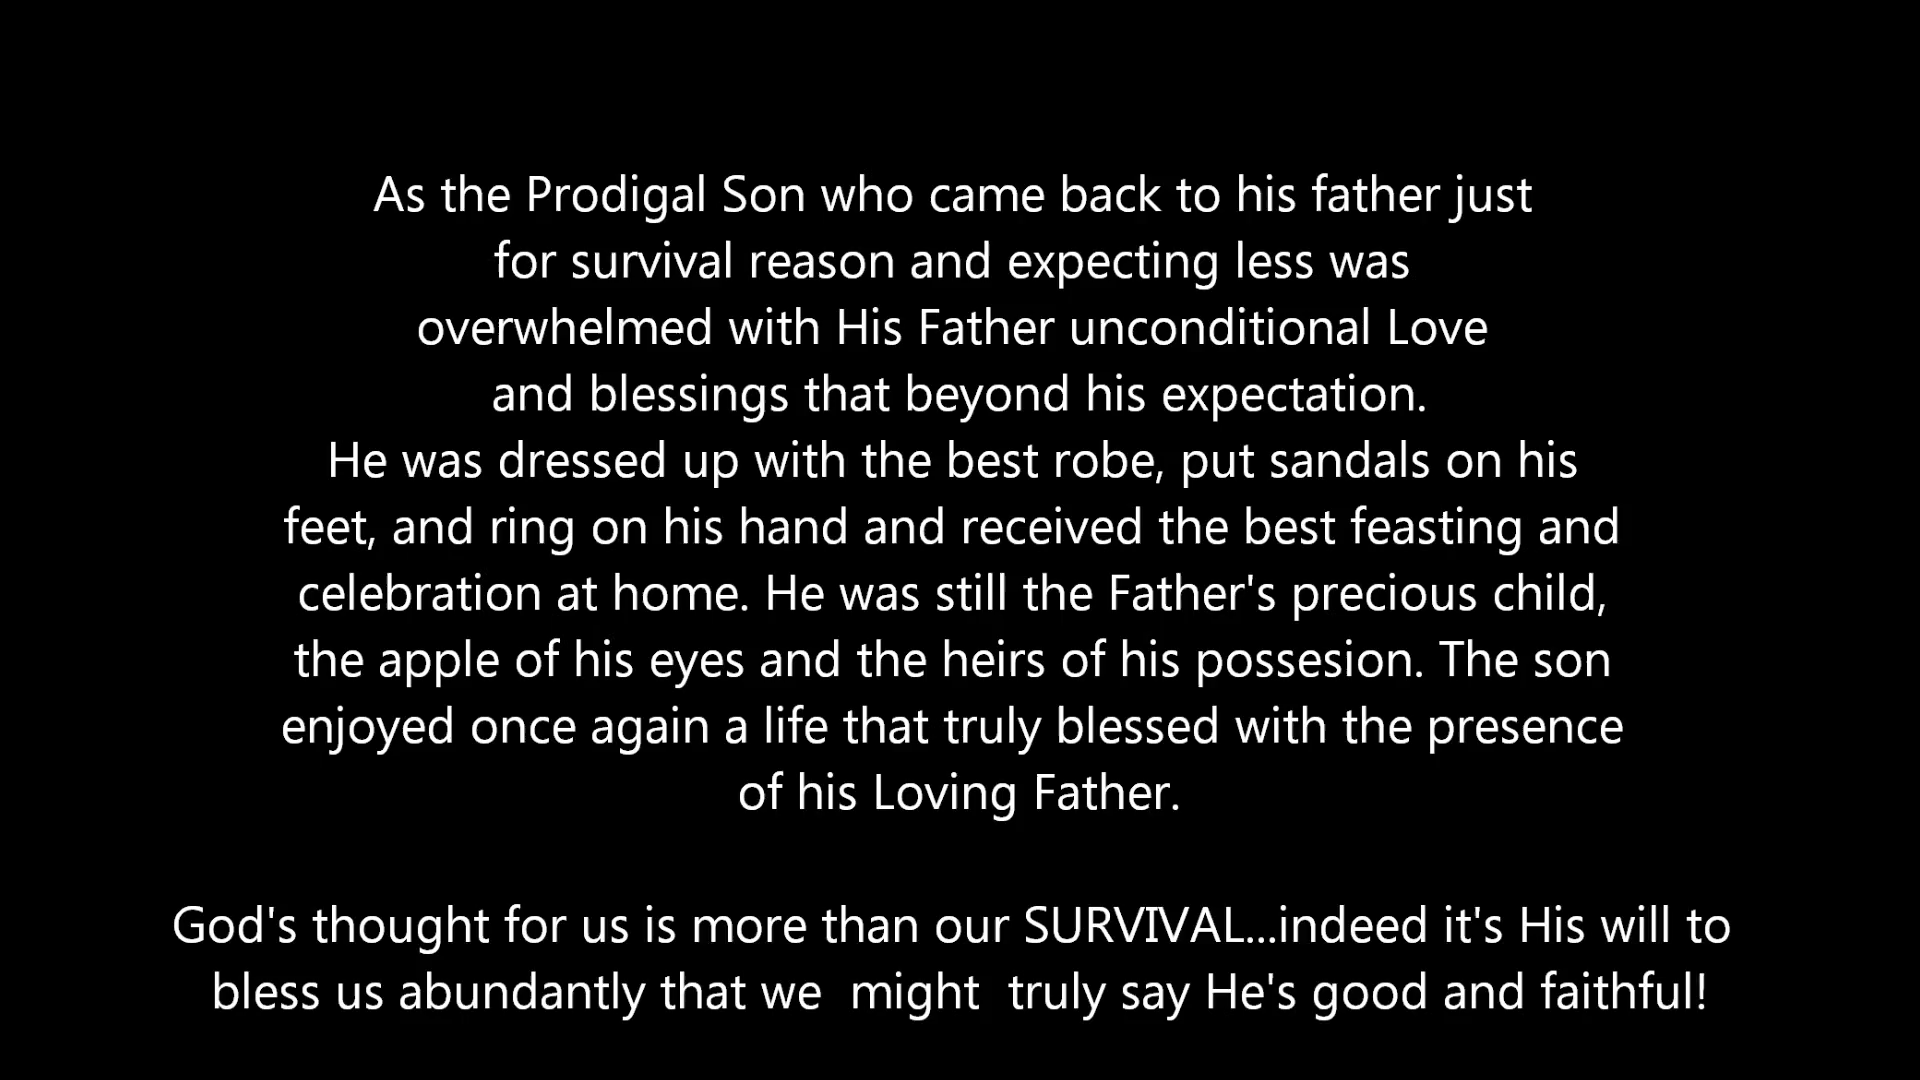 As the Prodigal Son who came back to his father just
for survival reason and expecting less was
overwhelmed with His Father unconditional Love
and blessings that beyond his expectation.
He was dressed up with the best robe, put sandals on his
feet, and ring on his hand and received the best feasting and
celebration at home. He was still the Father's precious child,
the apple of his eyes and the heirs of his possesion. The son
enjoyed once again a life that truly blessed with the presence
of his Loving Father.
God's thought for us is more than our SURVIVAL...indeed it's His will to
bless us abundantly that we  might  truly say He's good and faithful!